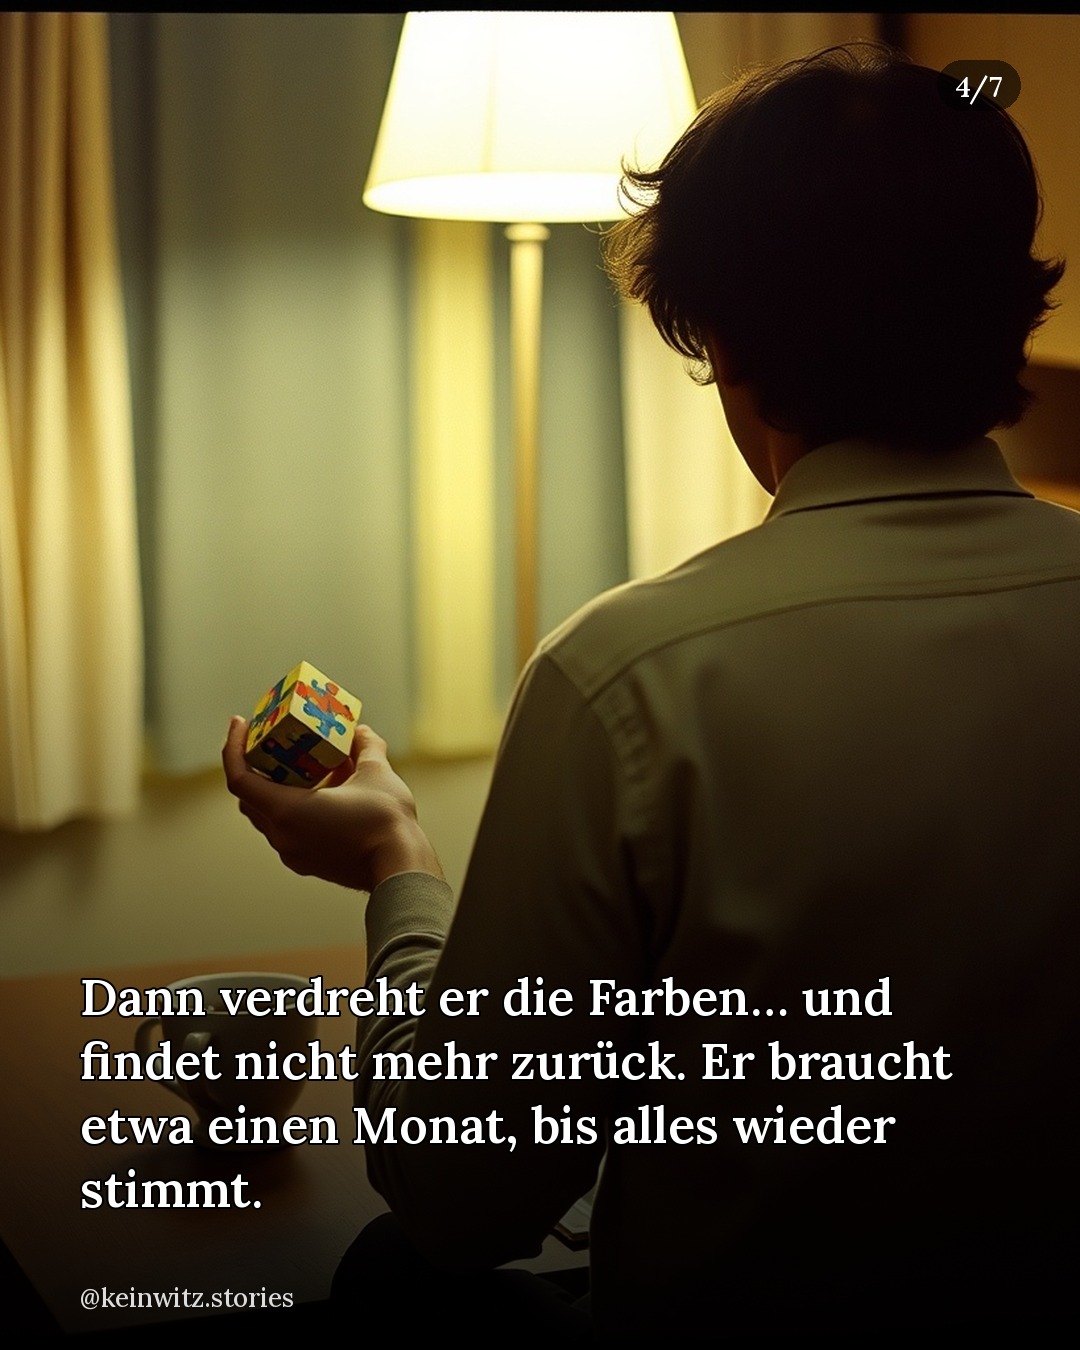 4/7
Dann verdreht er die Farben... und
findet nicht mehr zurück. Er braucht
etwa einen Monat, bis alles wieder
stimmt.
@keinwitz.stories